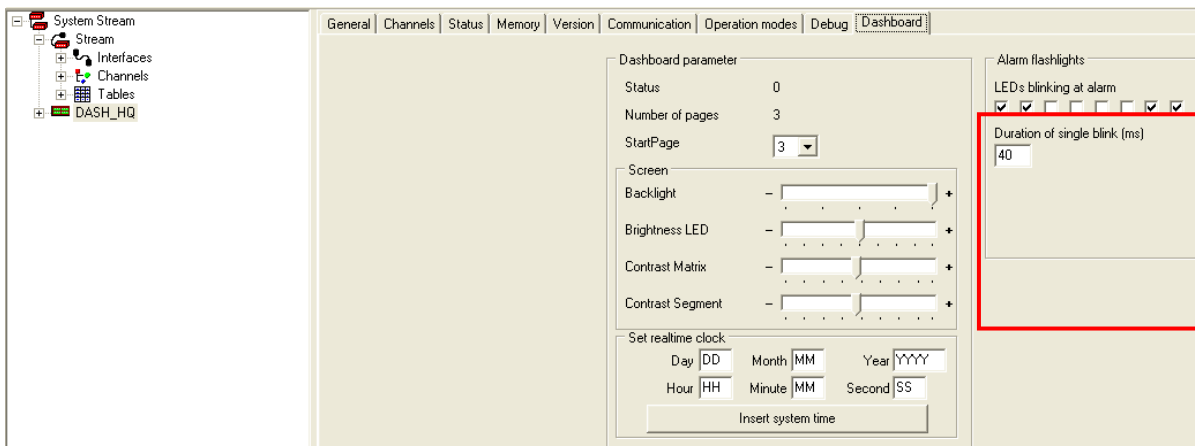 System Stream
Stream
Interfaces
Channels
Tables
DASH_HQ
General Channels Status Memory Version Communication Operation modes Debug Dashboard
Dashboard parameter
Status 0
Number of pages 3
StartPage 3
Screen
Backlight - +
Brightness LED - +
Contrast Matrix - +
Contrast Segment - +
Set realtime clock
Day DD Month MM Year YYYY
Hour HH Minute MM Second SS
Insert system time
Alarm flashlights
LEDs blinking at alarm
Duration of single blink (ms)
40